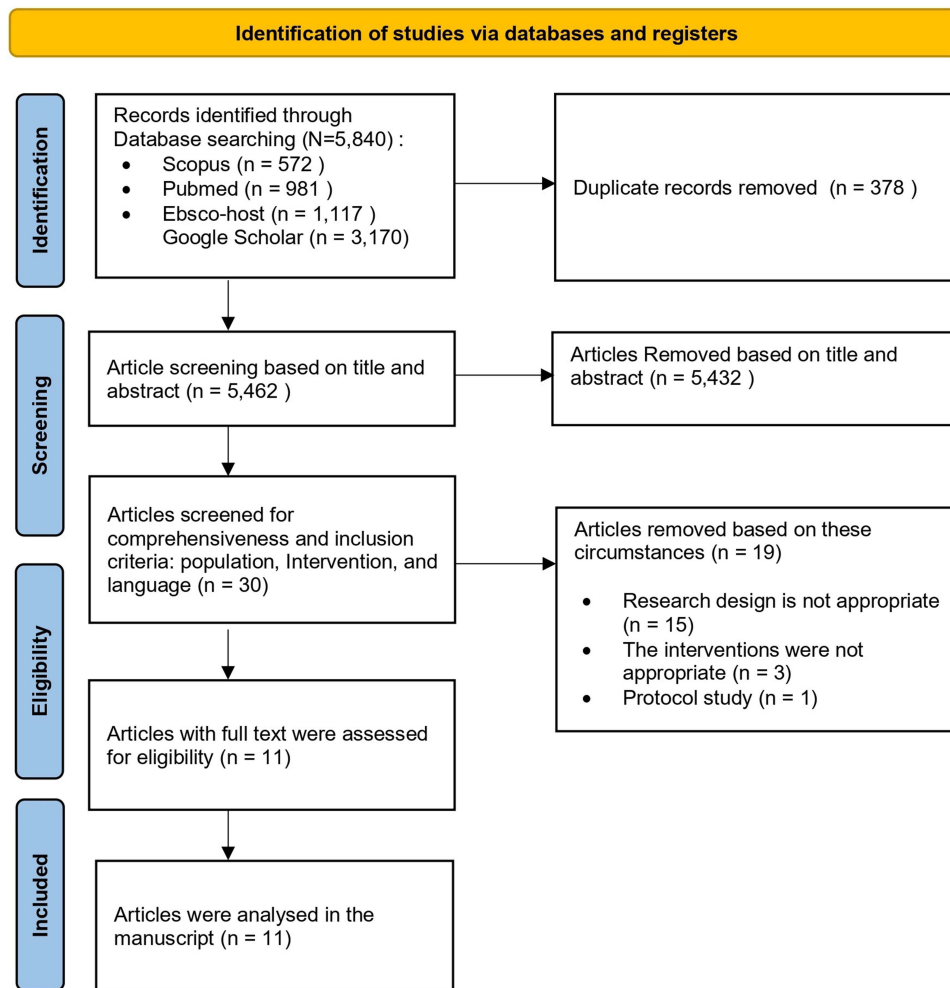 Identification of studies via databases and registers
Identification
Records identified through
Database searching (N=5,840) :
• Scopus (n = 572 )
• Pubmed (n = 981 )
• Ebsco-host (n = 1,117 )
Google Scholar (n = 3,170)
Duplicate records removed (n = 378 )
Screening
Article screening based on title and
abstract (n = 5,462 )
Articles Removed based on title and
abstract (n = 5,432 )
Articles screened for
comprehensiveness and inclusion
criteria: population, Intervention, and
language (n = 30)
Articles removed based on these
circumstances (n = 19)
• Research design is not appropriate
(n = 15)
• The interventions were not
appropriate (n = 3)
• Protocol study (n = 1)
Eligibility
Articles with full text were assessed
for eligibility (n = 11)
Included
Articles were analysed in the
manuscript (n = 11)